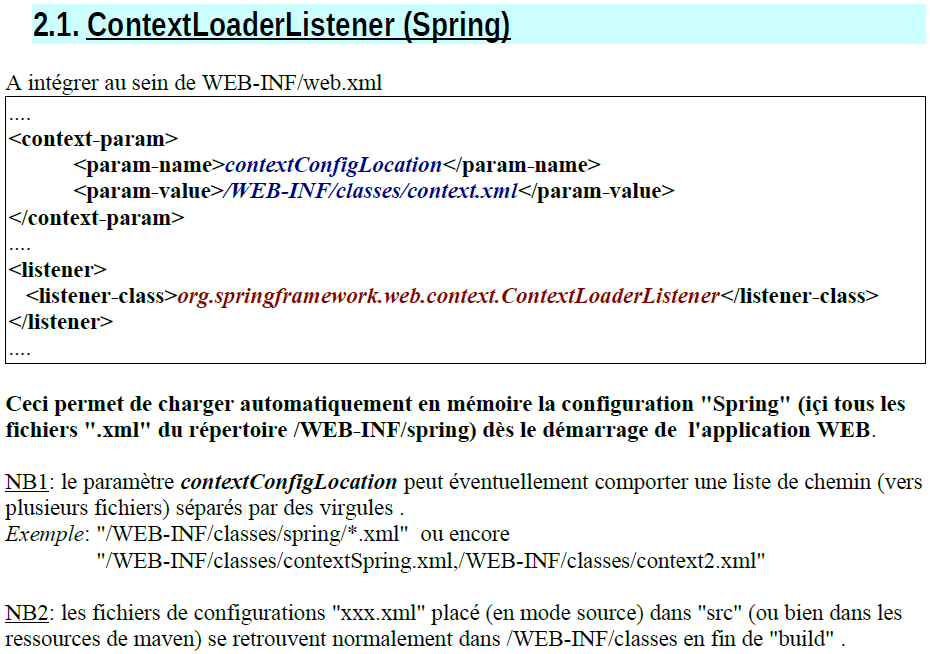 2.1. ContextLoaderListener (Spring)
A intégrer au sein de WEB-INF/web.xml
....
<context-param>
<param-name>contextConfigLocation</param-name>
<param-value>/WEB-INF/classes/context.xml</param-value>
</context-param>
....
<listener>
<listener-class>org.springframework.web.context.ContextLoaderListener</listener-class>
</listener>
....
Ceci permet de charger automatiquement en mémoire la configuration "Spring" (içi tous les
fichiers ".xml" du répertoire /WEB-INF/spring) dès le démarrage de l'application WEB.
NB1: le paramètre contextConfigLocation peut éventuellement comporter une liste de chemin (vers
plusieurs fichiers) séparés par des virgules .
Exemple: "/WEB-INF/classes/spring/*.xml" ou encore
"/WEB-INF/classes/contextSpring.xml,/WEB-INF/classes/context2.xml"
NB2: les fichiers de configurations "xxx.xml" placé (en mode source) dans "src" (ou bien dans les
ressources de maven) se retrouvent normalement dans /WEB-INF/classes en fin de "build" .